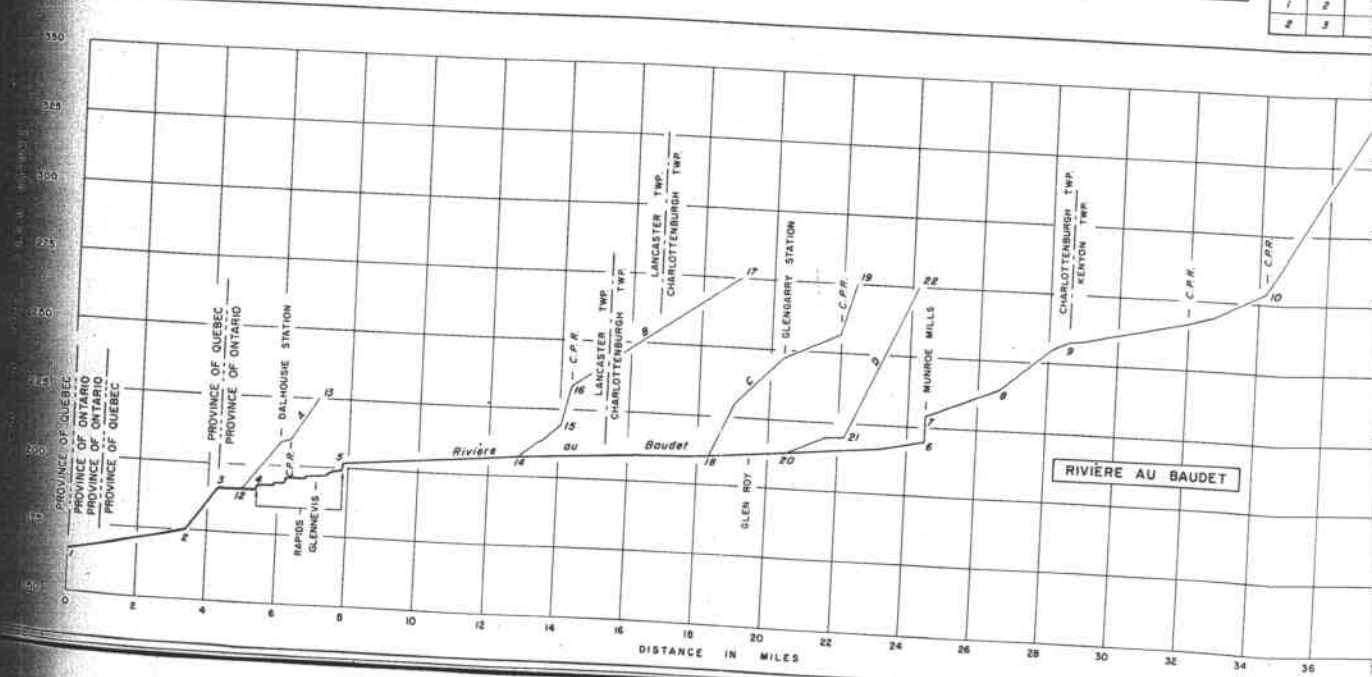 1 2
2 3
350
325
300
275
250
225
200
175
150
PROVINCE OF QUEBEC
PROVINCE OF ONTARIO
PROVINCE OF ONTARIO
PROVINCE OF QUEBEC
PROVINCE OF QUEBEC
PROVINCE OF ONTARIO
DALHOUSIE STATION
C.P.R.
RAPIDS
GLENNEVIS
C.P.R.
LANCASTER TWP.
CHARLOTTENBURGH TWP.
LANCASTER TWP.
CHARLOTTENBURGH TWP.
GLEN ROY
GLENGARRY STATION
C.P.R.
MUNROE MILLS
CHARLOTTENBURGH TWP.
KENYON TWP.
C.P.R.
C.P.R.
1
2
3
12
4
A
13
5
Rivière au Baudet
14
15
16
B
17
18
C
19
20
21
D
22
6
7
8
9
10
RIVIÈRE AU BAUDET
0 2 4 6 8 10 12 14 16 18 20 22 24 26 28 30 32 34 36
DISTANCE IN MILES